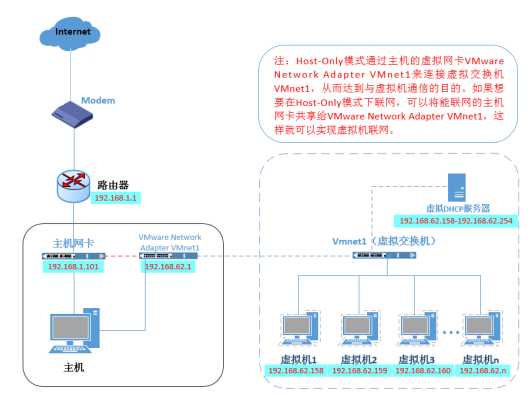 Internet
注：Host-Only模式通过主机的虚拟网卡VMware
Network Adapter VMnet1来连接虚拟交换机
VMnet1，从而达到与虚拟机通信的目的。如果想
要在Host-Only模式下联网，可以将能联网的主机
网卡共享给VMware Network Adapter VMnet1，这
样就可以实现虚拟机联网。
Modem
路由器
192.168.1.1
虚拟DHCP服务器
192.168.62.158-192.168.62.254
主机网卡
192.168.1.101
VMware Network
Adapter VMnet1
192.168.62.1
Vmnet1（虚拟交换机）
主机
...
虚拟机1
192.168.62.158
虚拟机2
192.168.62.159
虚拟机3
192.168.62.160
虚拟机n
192.168.62.n